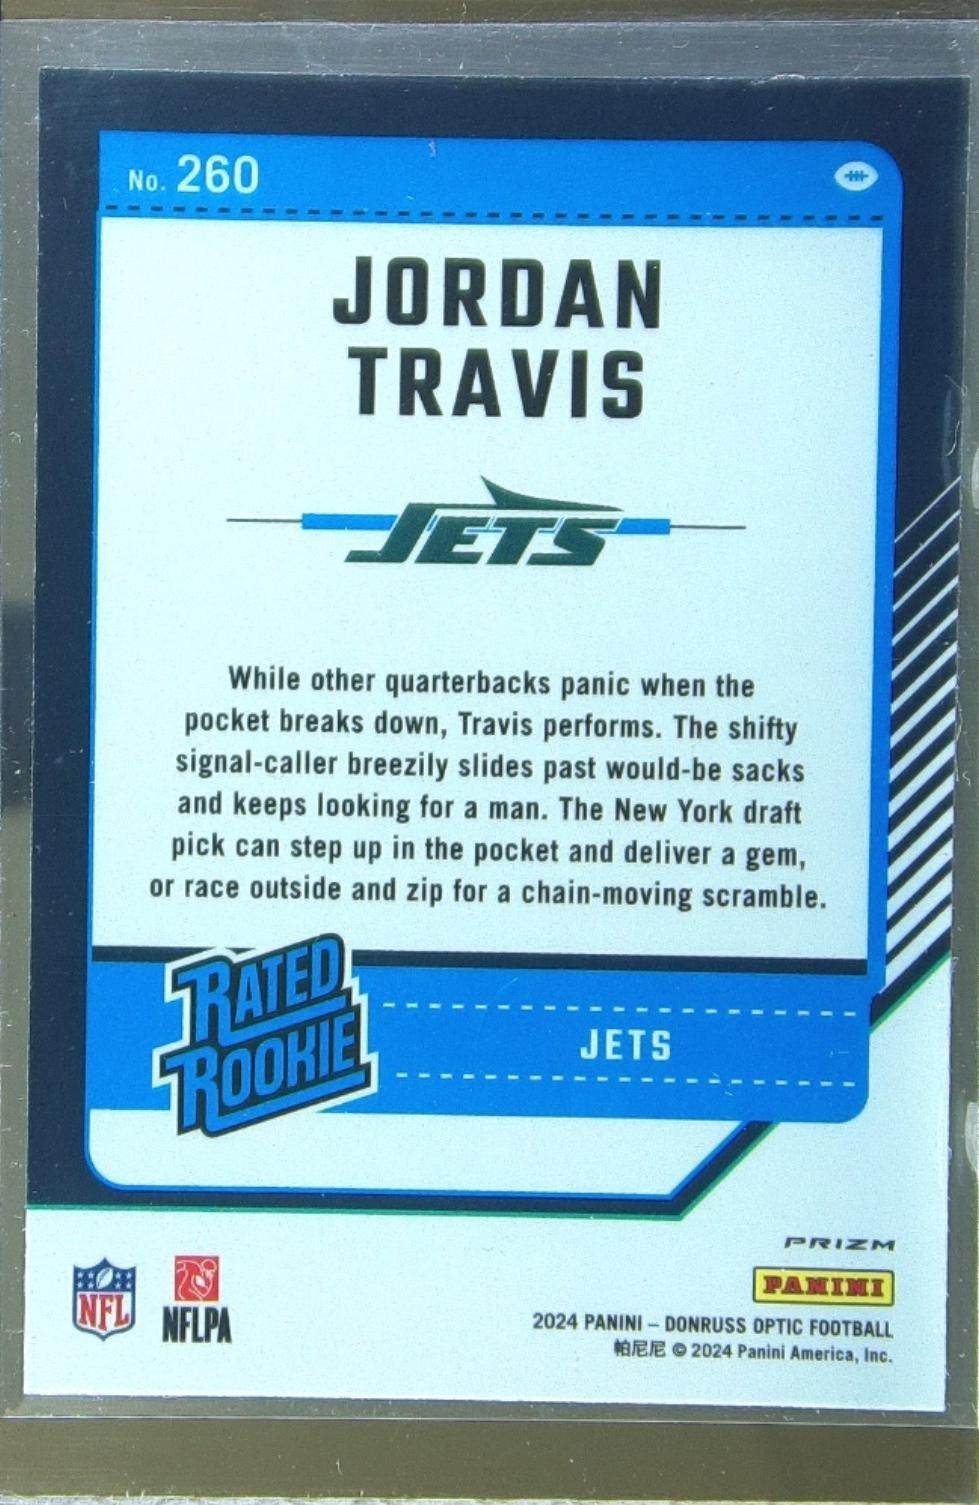 No. 260
JORDAN
TRAVIS
JETS
While other quarterbacks panic when the
pocket breaks down, Travis performs. The shifty
signal-caller breezily slides past would-be sacks
and keeps looking for a man. The New York draft
pick can step up in the pocket and deliver a gem,
or race outside and zip for a chain-moving scramble.
RATED
ROOKIE
JETS
PRIZM
PANINI
NFL
NFLPA
2024 PANINI – DONRUSS OPTIC FOOTBALL
帕尼尼 © 2024 Panini America, Inc.